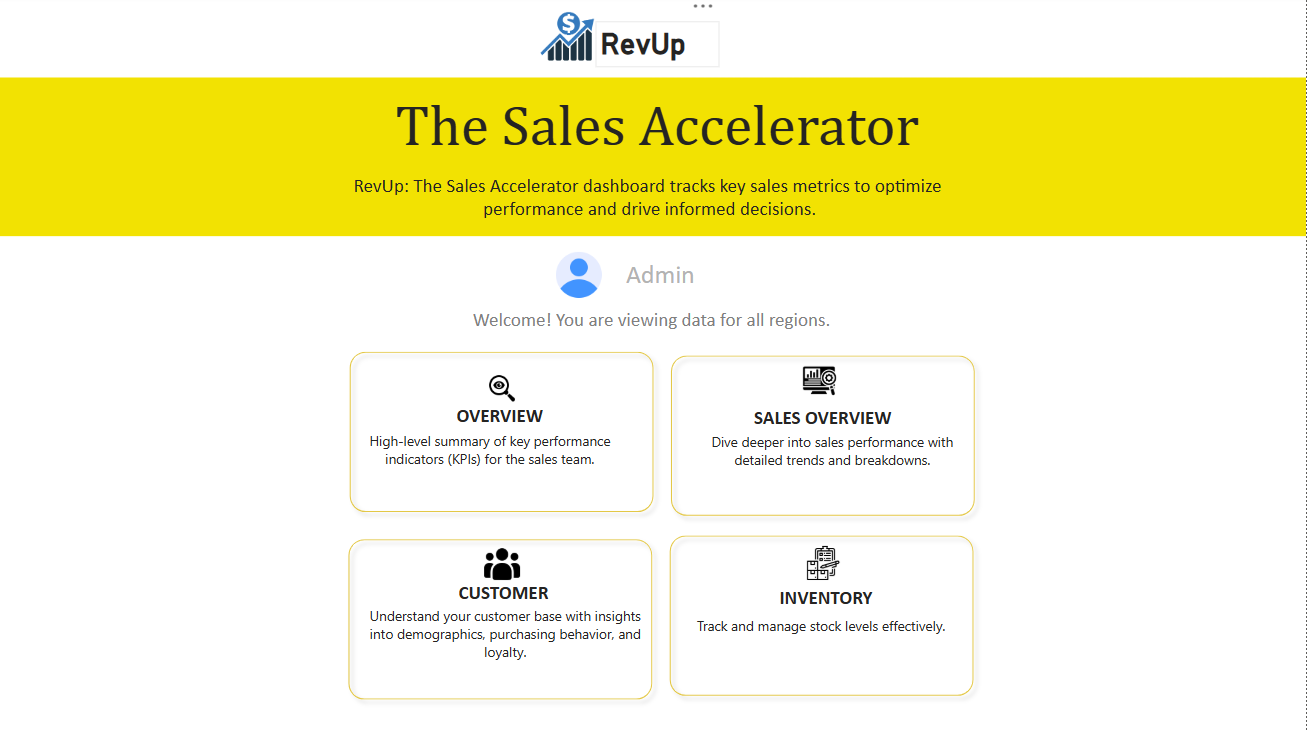 RevUp
The Sales Accelerator
RevUp: The Sales Accelerator dashboard tracks key sales metrics to optimize
performance and drive informed decisions.
Admin
Welcome! You are viewing data for all regions.
OVERVIEW
High-level summary of key performance
indicators (KPIs) for the sales team.
SALES OVERVIEW
Dive deeper into sales performance with
detailed trends and breakdowns.
CUSTOMER
Understand your customer base with insights
into demographics, purchasing behavior, and
loyalty.
INVENTORY
Track and manage stock levels effectively.